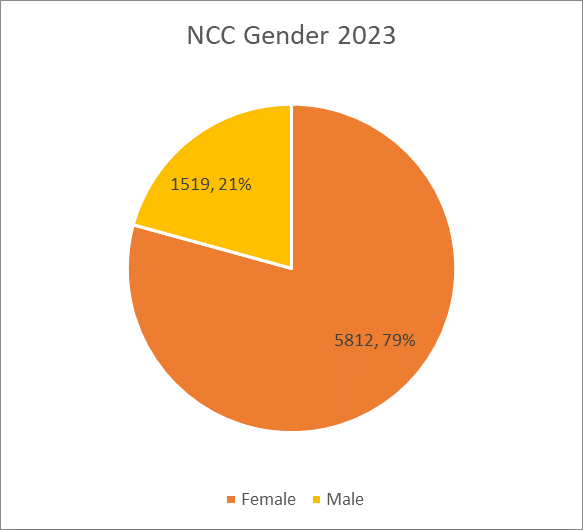 NCC Gender 2023
1519, 21%
5812, 79%
Female Male